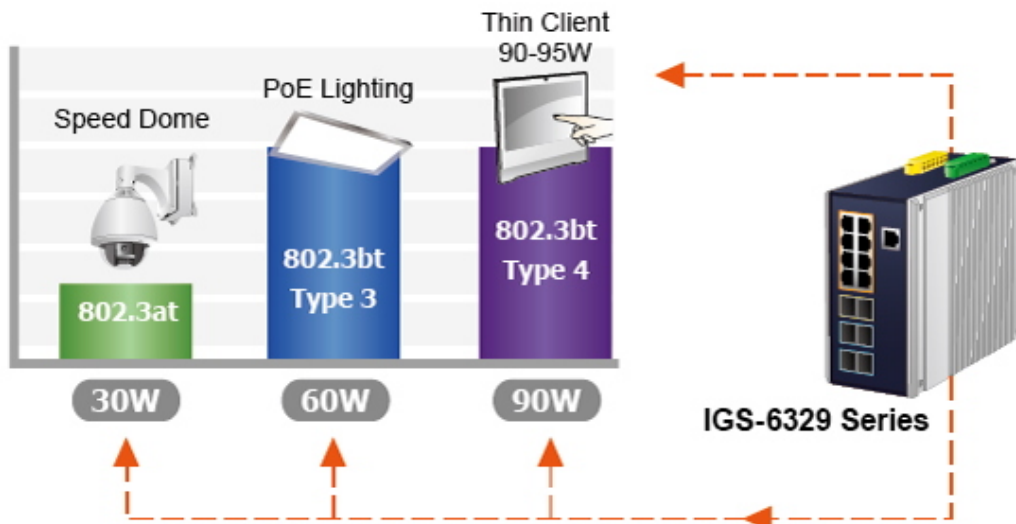 Thin Client
90-95W
PoE Lighting
Speed Dome
802.3at
802.3bt
Type 3
802.3bt
Type 4
30W
60W
90W
IGS-6329 Series